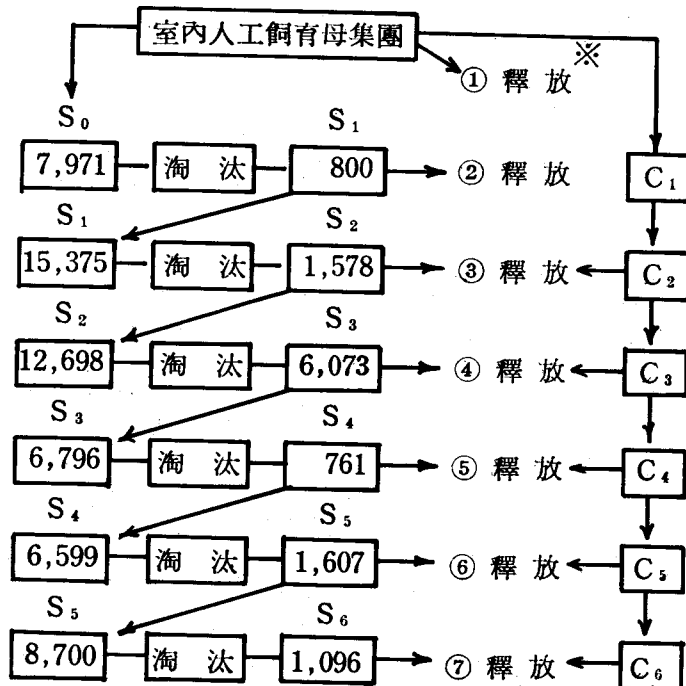 室內人工飼育母集團
① 釋放※
S₀ S₁
7,971 淘汰 800 ② 釋放 C₁
S₁ S₂
15,375 淘汰 1,578 ③ 釋放 C₂
S₂ S₃
12,698 淘汰 6,073 ④ 釋放 C₃
S₃ S₄
6,796 淘汰 761 ⑤ 釋放 C₄
S₄ S₅
6,599 淘汰 1,607 ⑥ 釋放 C₅
S₅ S₆
8,700 淘汰 1,096 ⑦ 釋放 C₆